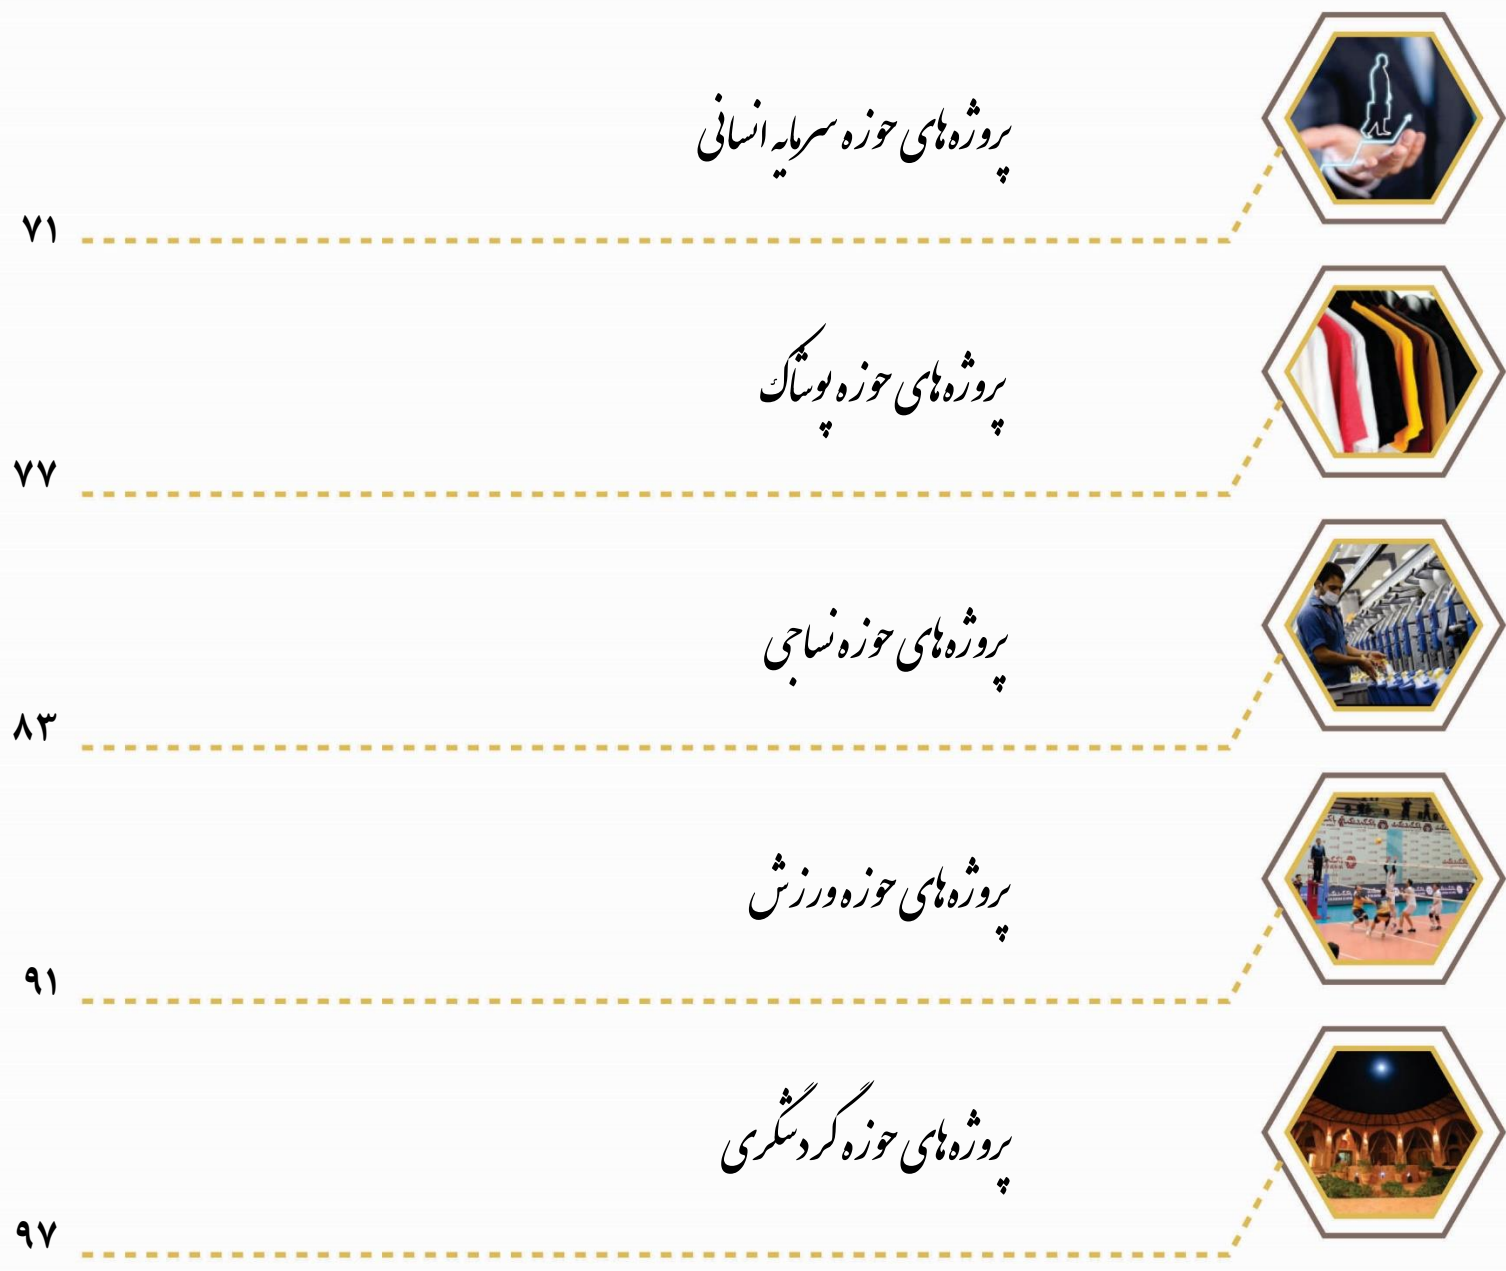 پروژه‌های حوزه سرمایه انسانی
۷۱
پروژه‌های حوزه پوشاک
۷۷
پروژه‌های حوزه نساجی
۸۳
پروژه‌های حوزه ورزش
۹۱
پروژه‌های حوزه گردشگری
۹۷